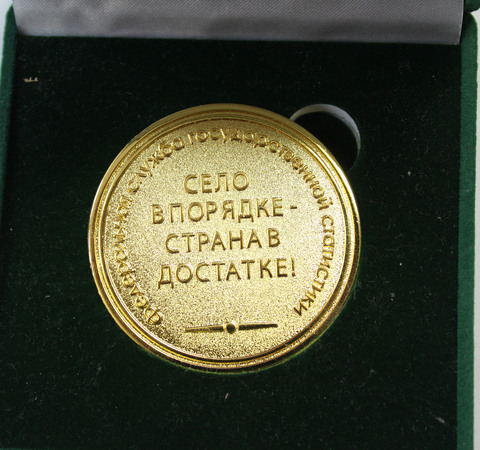 федеральная служба государственной статистики
СЕЛО
В ПОРЯДКЕ -
СТРАНА В
ДОСТАТКЕ!